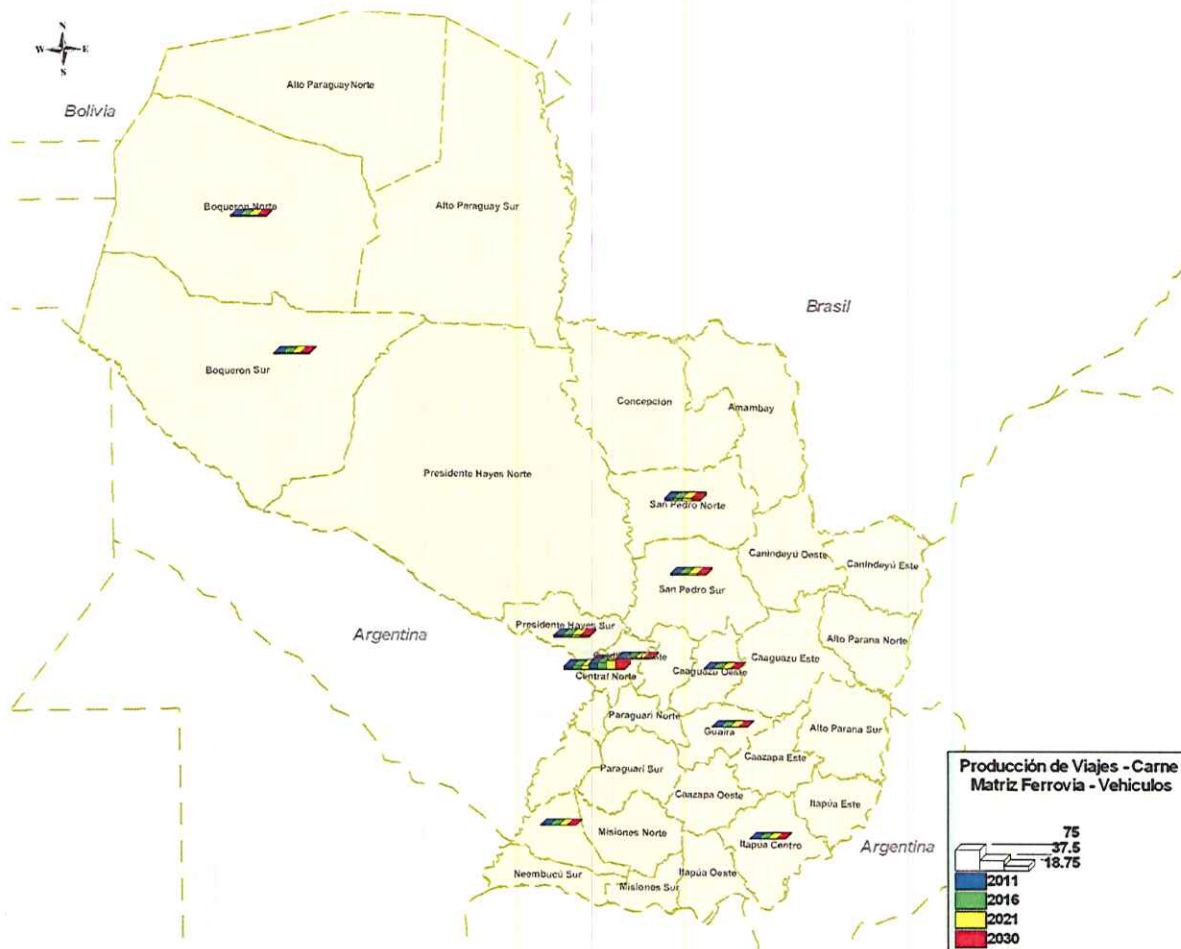 N
W E
S
Bolivia
Alto Paraguay Norte
Boqueron Norte
Alto Paraguay Sur
Brasil
Boqueron Sur
Concepcion
Amambay
Presidente Hayes Norte
San Pedro Norte
Canindeyú Oeste
Canindeyú Este
San Pedro Sur
Presidente Hayes Sur
Argentina
Alto Parana Norte
Caaguazu Este
Caaguazu Oeste
Central Norte
Paraguari Norte
Guaira
Alto Parana Sur
Caazapa Este
Paraguari Sur
Caazapa Oeste
Itapúa Este
Misiones Norte
Itapua Centro
Argentina
Neembucú Sur
Itapúa Oeste
Misiones Sur
Producción de Viajes - Carne
Matriz Ferrovia - Vehiculos
75
37.5
18.75
2011
2016
2021
2030